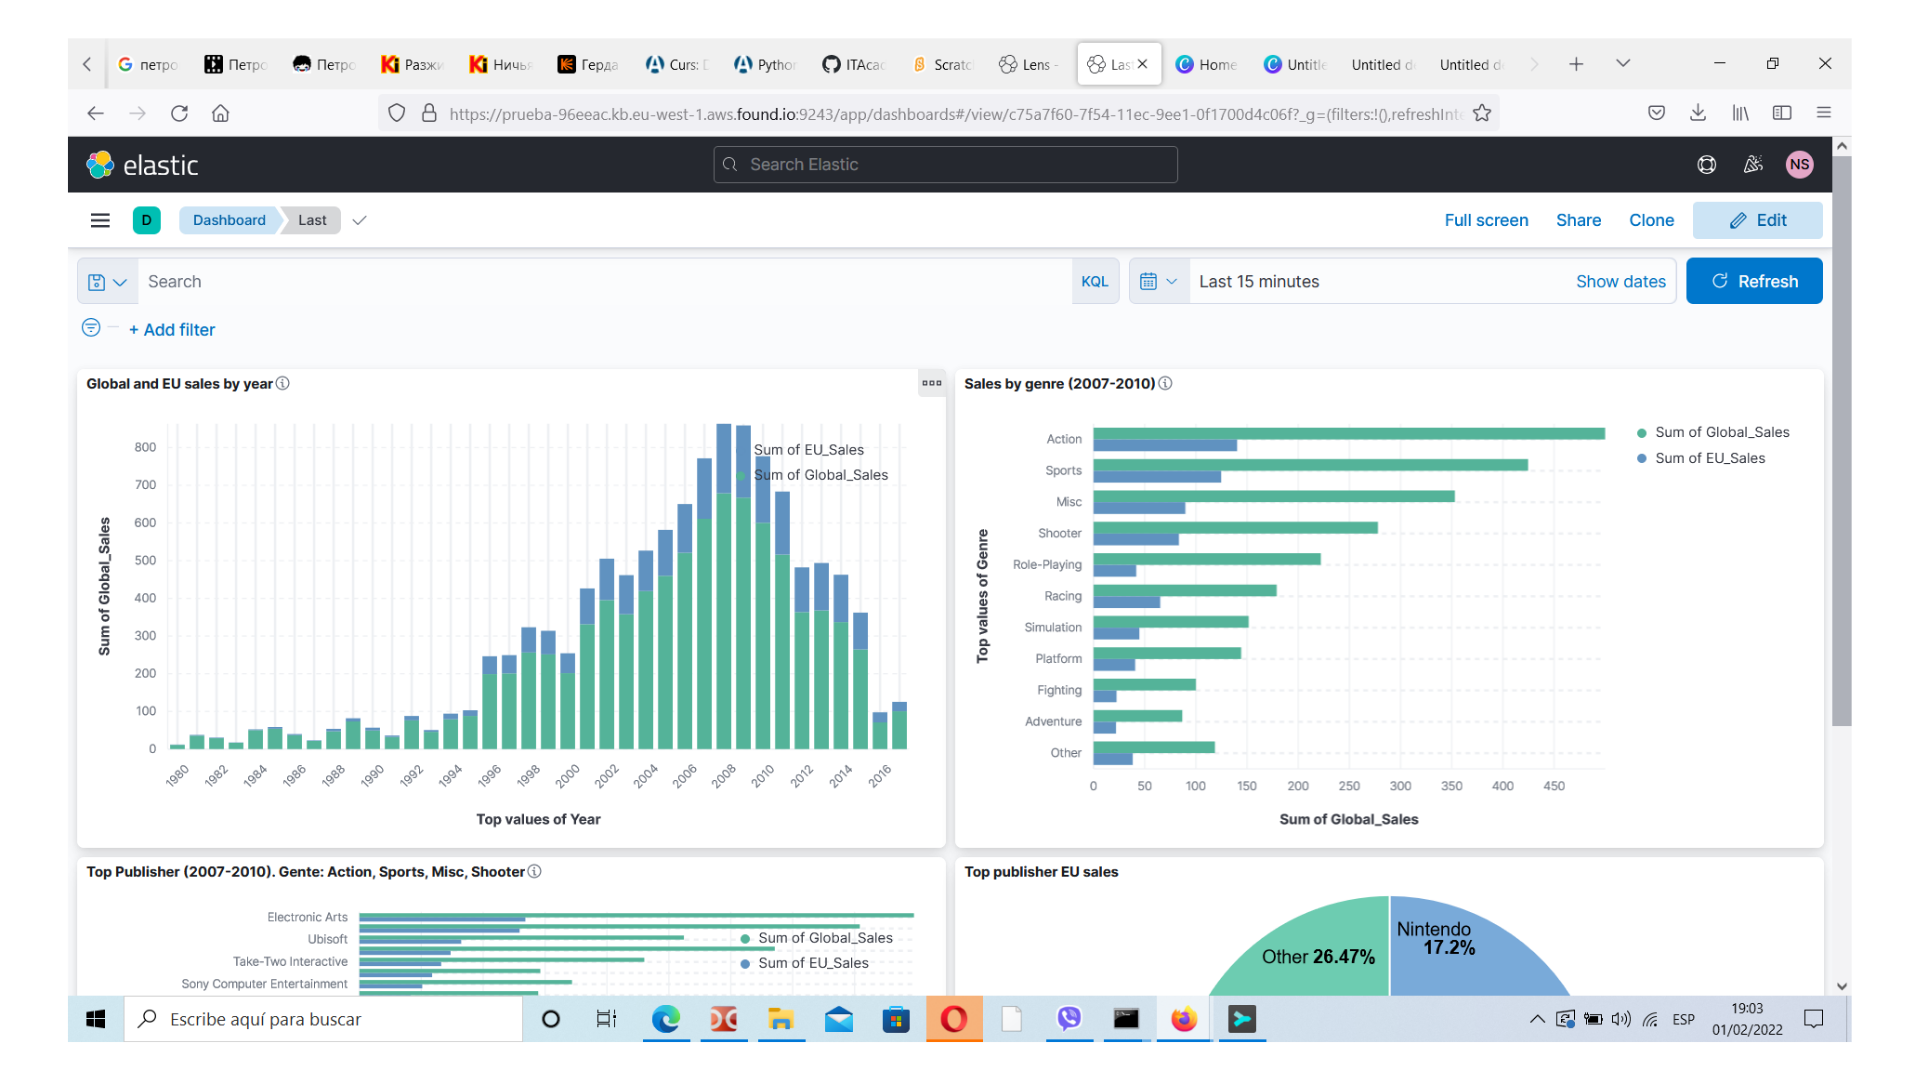 петро Петро Петро Ki Разжи Ki Ничья Герда Curs: D Python ITAcac Scratc Lens - Las Home Untitle Untitled d Untitled d
https://prueba-96eeac.kb.eu-west-1.aws.found.io:9243/app/dashboards#/view/c75a7f60-7f54-11ec-9ee1-0f1700d4c06f?_g=(filters:!(),refreshInt
elastic Search Elastic NS
D Dashboard Last Full screen Share Clone Edit
Search KQL Last 15 minutes Show dates Refresh
+ Add filter
Global and EU sales by year
Sum of Global_Sales
800
700
600
500
400
300
200
100
0
Sum of EU_Sales
Sum of Global_Sales
1980 1982 1984 1986 1988 1990 1992 1994 1996 1998 2000 2002 2004 2006 2008 2010 2012 2014 2016
Top values of Year
Sales by genre (2007-2010)
Top values of Genre
Action
Sports
Misc
Shooter
Role-Playing
Racing
Simulation
Platform
Fighting
Adventure
Other
0 50 100 150 200 250 300 350 400 450
Sum of Global_Sales
Sum of Global_Sales
Sum of EU_Sales
Top Publisher (2007-2010). Gente: Action, Sports, Misc, Shooter
Electronic Arts
Ubisoft
Take-Two Interactive
Sony Computer Entertainment
Sum of Global_Sales
Sum of EU_Sales
Top publisher EU sales
Other 26.47%
Nintendo
17.2%
Escribe aquí para buscar
ESP
19:03
01/02/2022